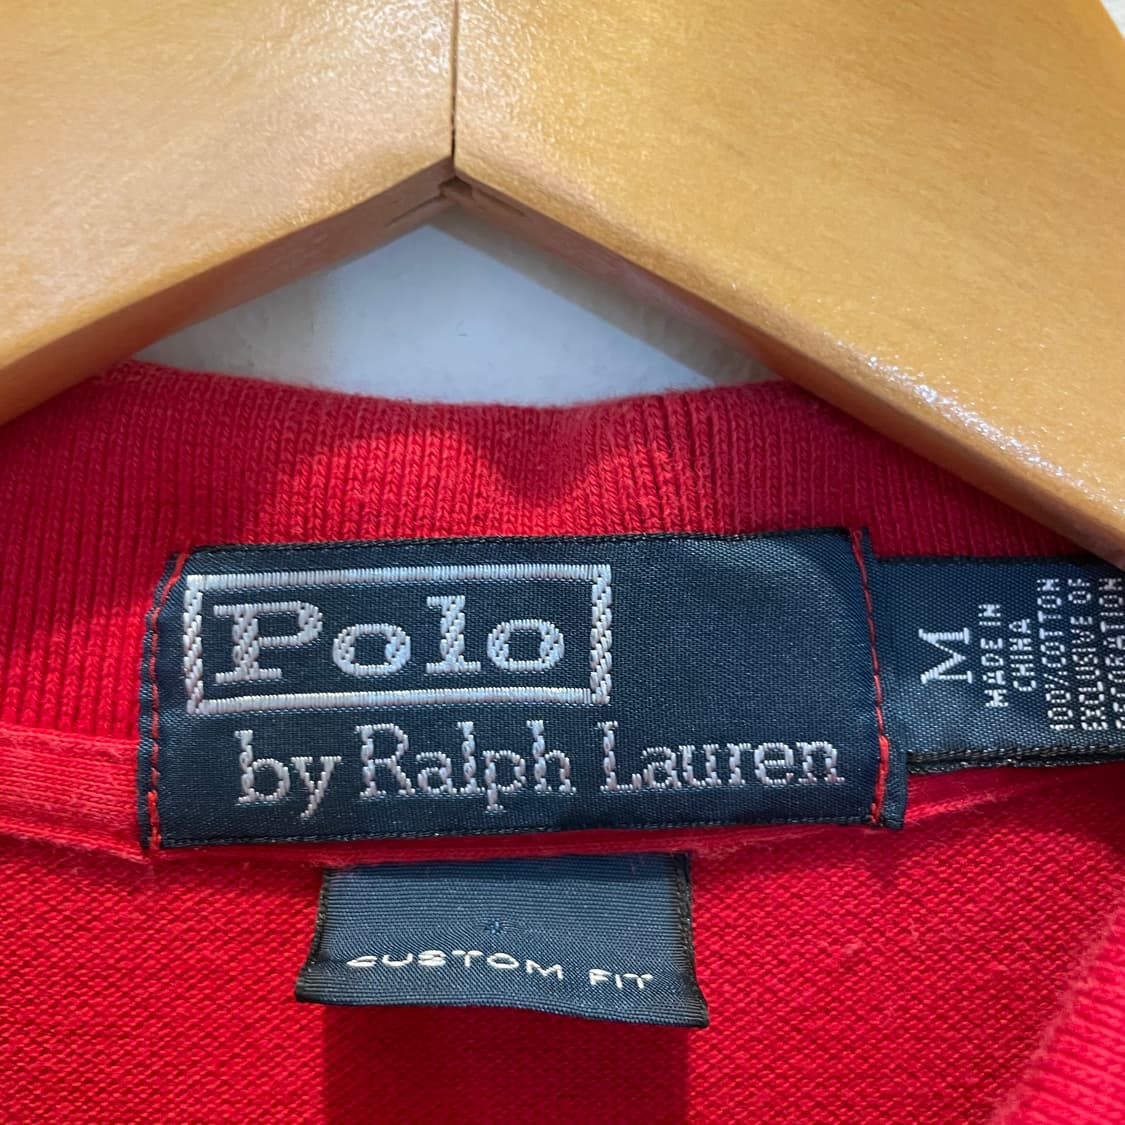 Polo
by Ralph Lauren
M
MADE IN
CHINA
100% COTTON
EXCLUSIVE OF
CUSTOM FIT